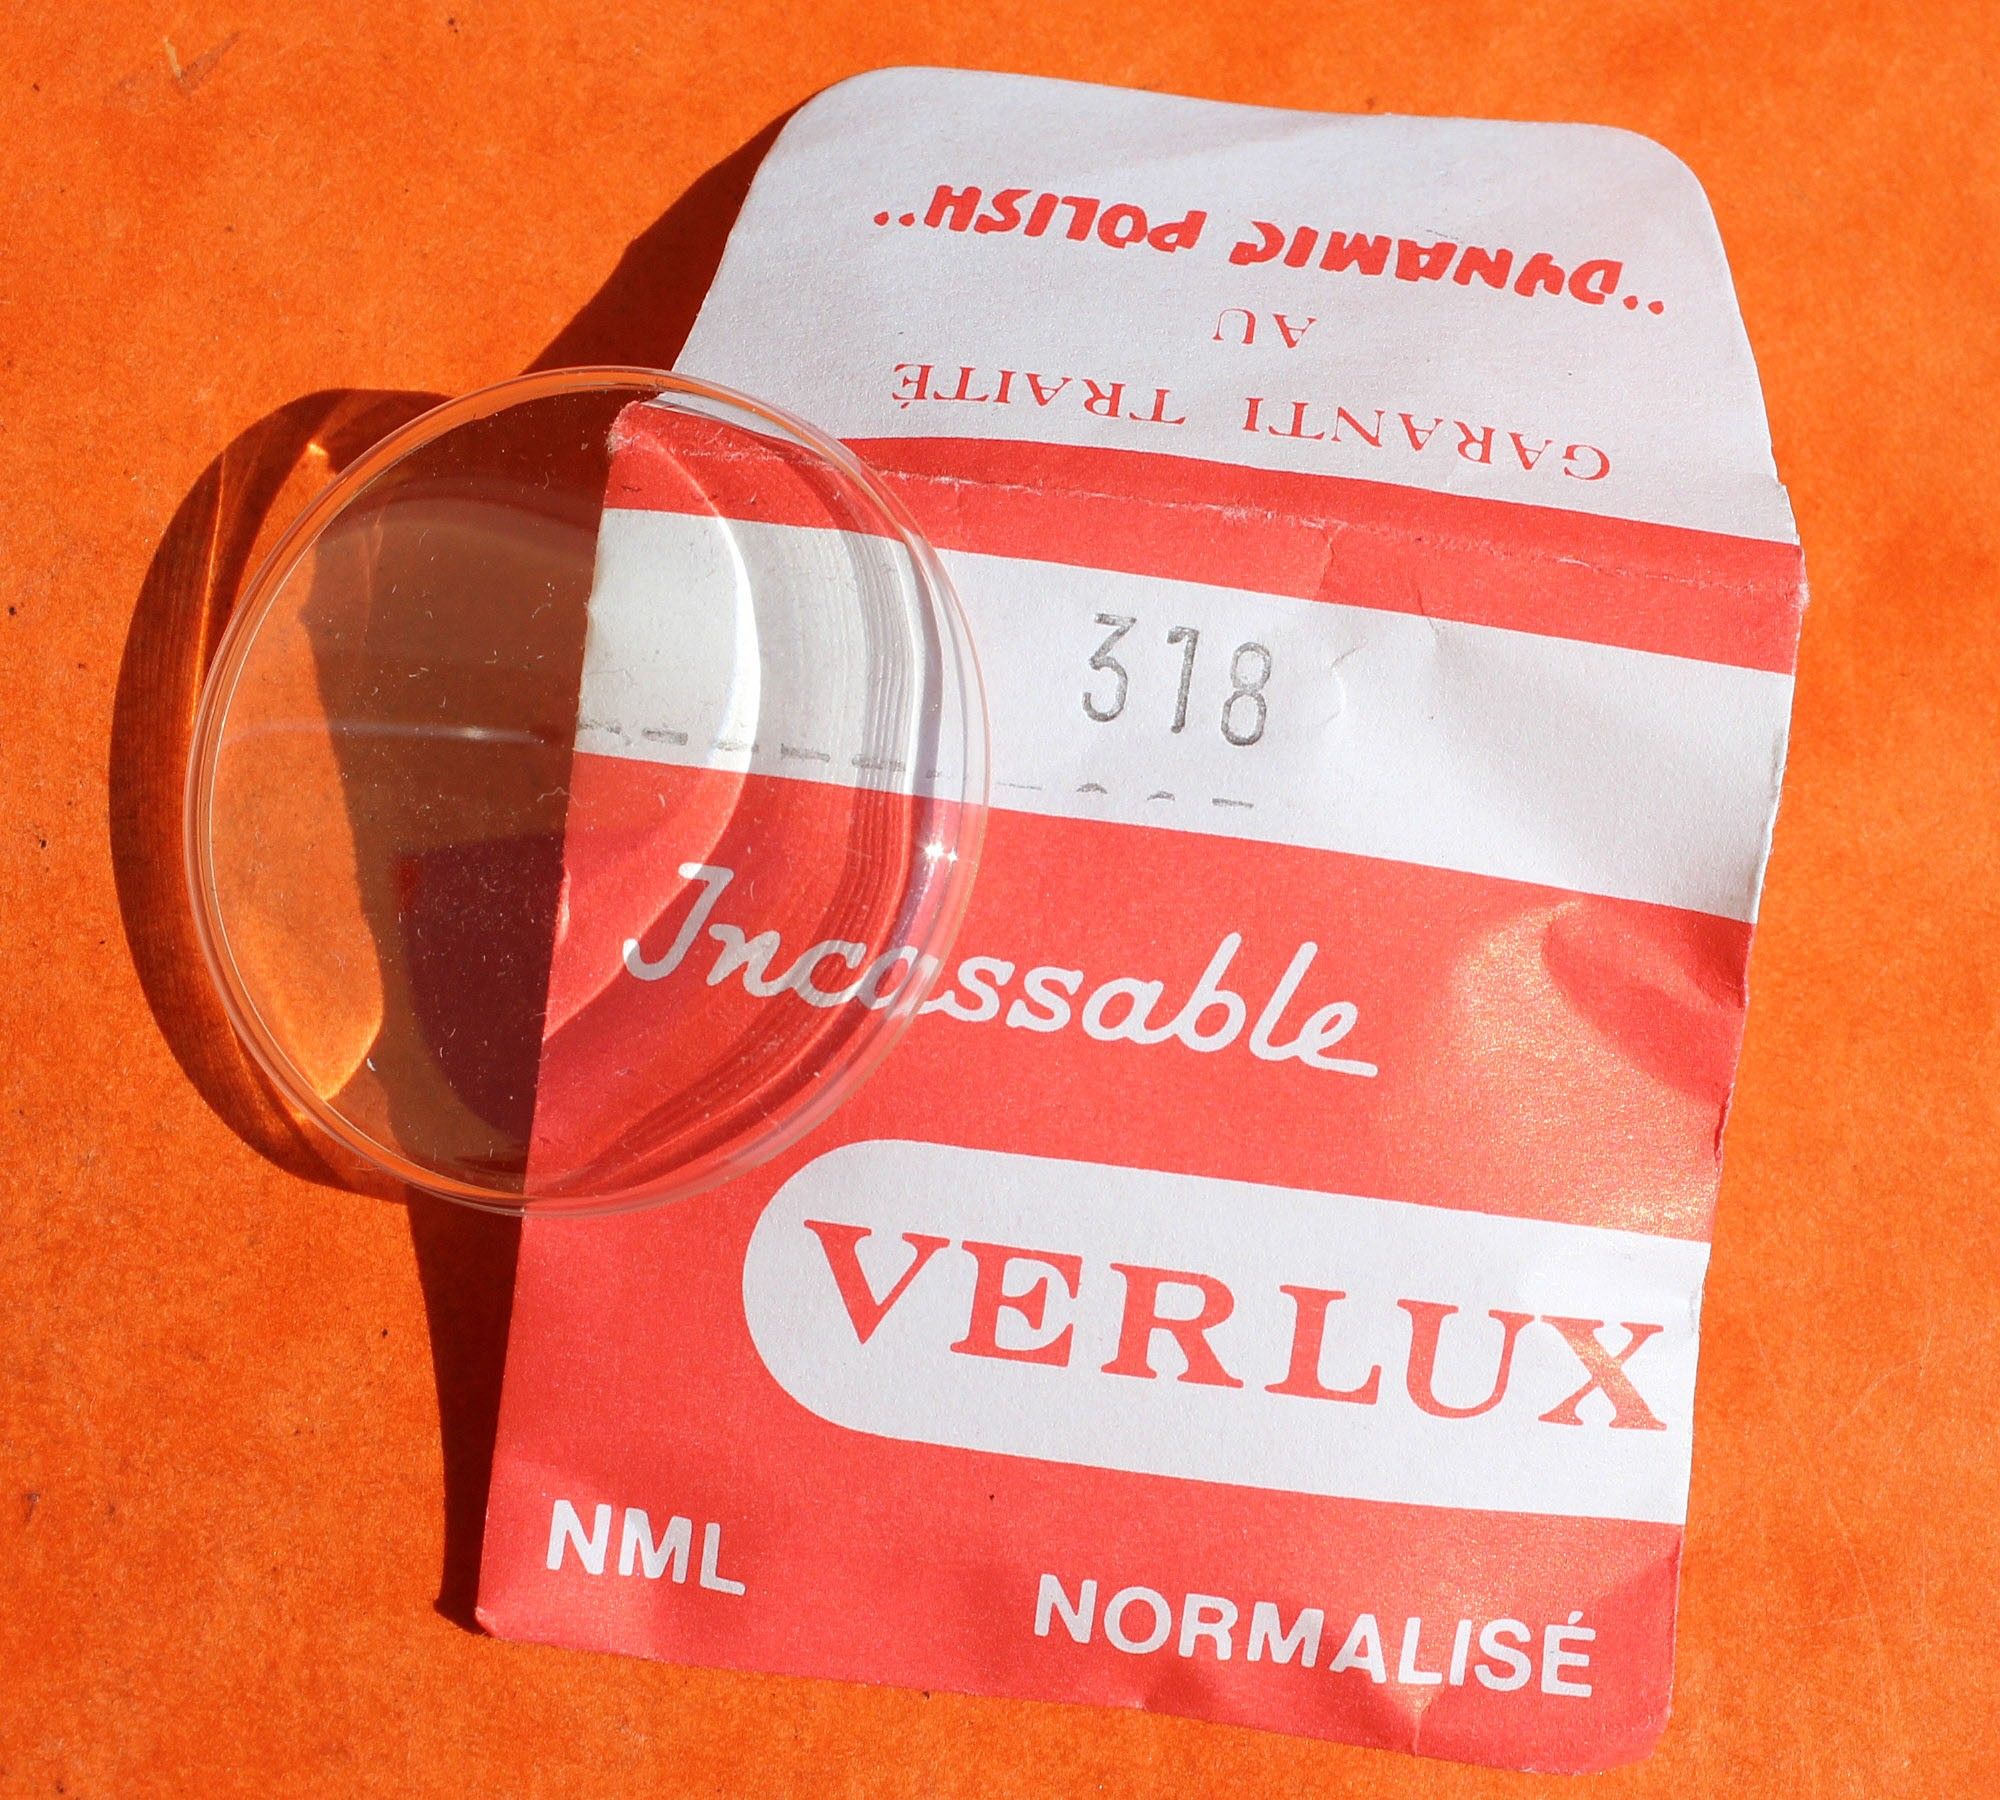 "DYNAMIC POLISH"
AU
GARANTI TRAITÉ
318
Incassable
VERLUX
NML NORMALISÉ